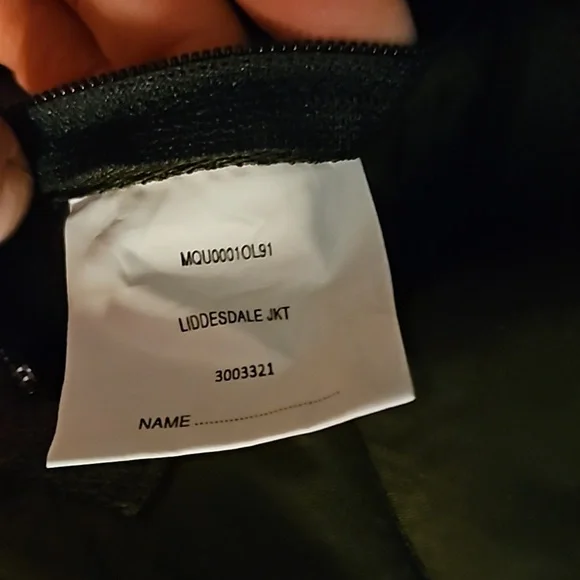 MQU0001OL91
LIDDESDALE JKT
3003321
NAME..............................